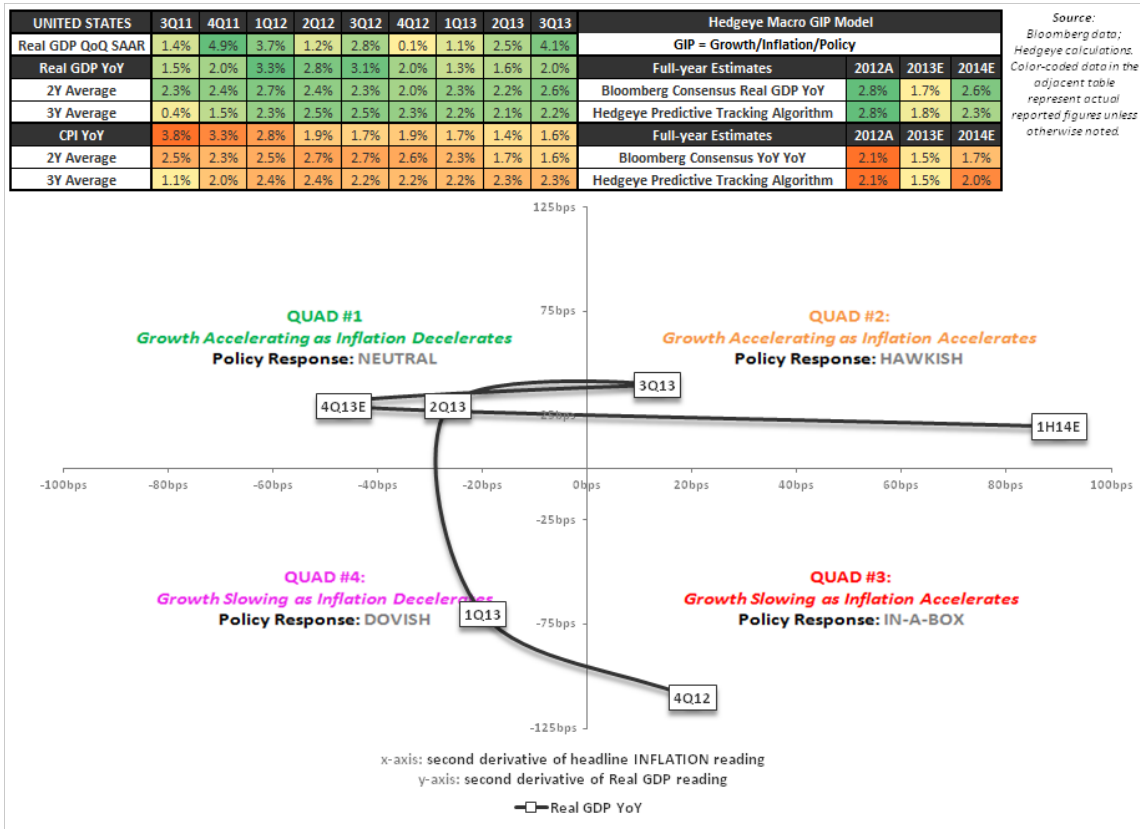 UNITED STATES 3Q11 4Q11 1Q12 2Q12 3Q12 4Q12 1Q13 2Q13 3Q13 Hedgeye Macro GIP Model
Real GDP QoQ SAAR 1.4% 4.9% 3.7% 1.2% 2.8% 0.1% 1.1% 2.5% 4.1% GIP = Growth/Inflation/Policy
Real GDP YoY 1.5% 2.0% 3.3% 2.8% 3.1% 2.0% 1.3% 1.6% 2.0% Full-year Estimates 2012A 2013E 2014E
2Y Average 2.3% 2.4% 2.7% 2.4% 2.3% 2.0% 2.3% 2.2% 2.6% Bloomberg Consensus Real GDP YoY 2.8% 1.7% 2.6%
3Y Average 0.4% 1.5% 2.3% 2.5% 2.5% 2.3% 2.2% 2.1% 2.2% Hedgeye Predictive Tracking Algorithm 2.8% 1.8% 2.3%
CPI YoY 3.8% 3.3% 2.8% 1.9% 1.7% 1.9% 1.7% 1.4% 1.6% Full-year Estimates 2012A 2013E 2014E
2Y Average 2.5% 2.3% 2.5% 2.7% 2.7% 2.6% 2.3% 1.7% 1.6% Bloomberg Consensus YoY YoY 2.1% 1.5% 1.7%
3Y Average 1.1% 2.0% 2.4% 2.4% 2.2% 2.2% 2.2% 2.3% 2.3% Hedgeye Predictive Tracking Algorithm 2.1% 1.5% 2.0%
Source:
Bloomberg data;
Hedgeye calculations.
Color-coded data in the
adjacent table
represent actual
reported figures unless
otherwise noted.
125bps
75bps
QUAD #1
Growth Accelerating as Inflation Decelerates
Policy Response: NEUTRAL
QUAD #2:
Growth Accelerating as Inflation Accelerates
Policy Response: HAWKISH
3Q13
4Q13E
2Q13
25bps
1H14E
-100bps -80bps -60bps -40bps -20bps 0bps 20bps 40bps 60bps 80bps 100bps
-25bps
QUAD #4:
Growth Slowing as Inflation Decelerates
Policy Response: DOVISH
QUAD #3:
Growth Slowing as Inflation Accelerates
Policy Response: IN-A-BOX
1Q13
-75bps
4Q12
-125bps
x-axis: second derivative of headline INFLATION reading
y-axis: second derivative of Real GDP reading
Real GDP YoY